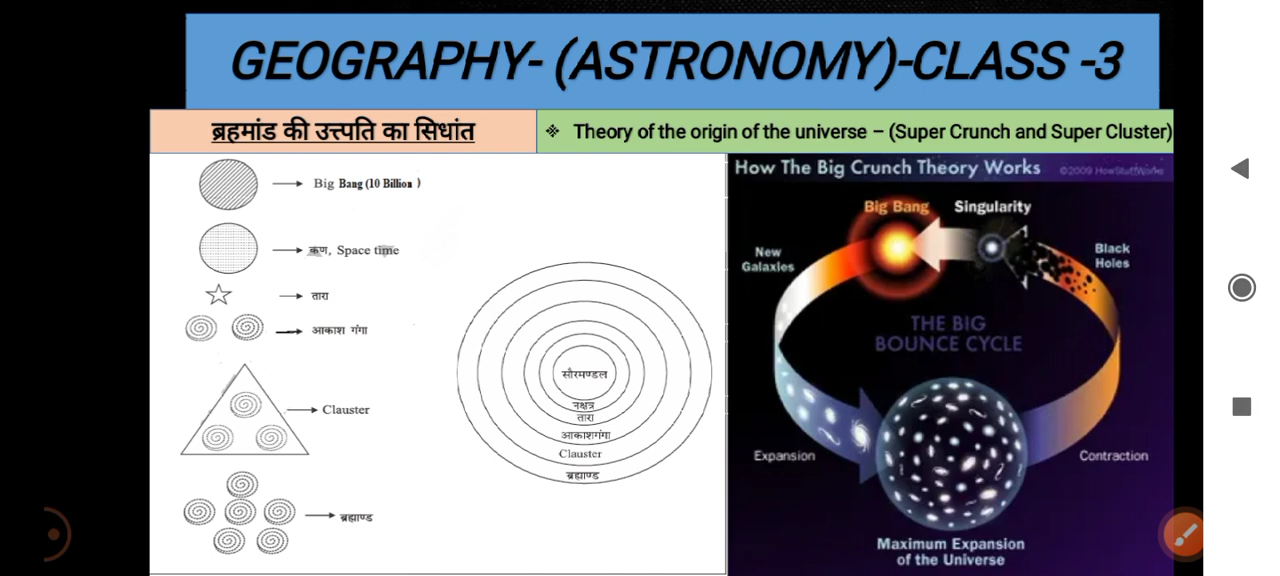 GEOGRAPHY- (ASTRONOMY)-CLASS -3
ब्रहमांड की उत्त्पति का सिधांत
❖ Theory of the origin of the universe – (Super Crunch and Super Cluster)
Big Bang (10 Billion )
कण, Space time
तारा
आकाश गंगा
Clauster
ब्रह्माण्ड
सौरमण्डल
नक्षत्र
तारा
आकाशगंगा
Clauster
ब्रह्माण्ड
How The Big Crunch Theory Works
©2009 HowStuffWorks
Big Bang
Singularity
New
Galaxies
Black
Holes
THE BIG
BOUNCE CYCLE
Expansion
Contraction
Maximum Expansion
of the Universe